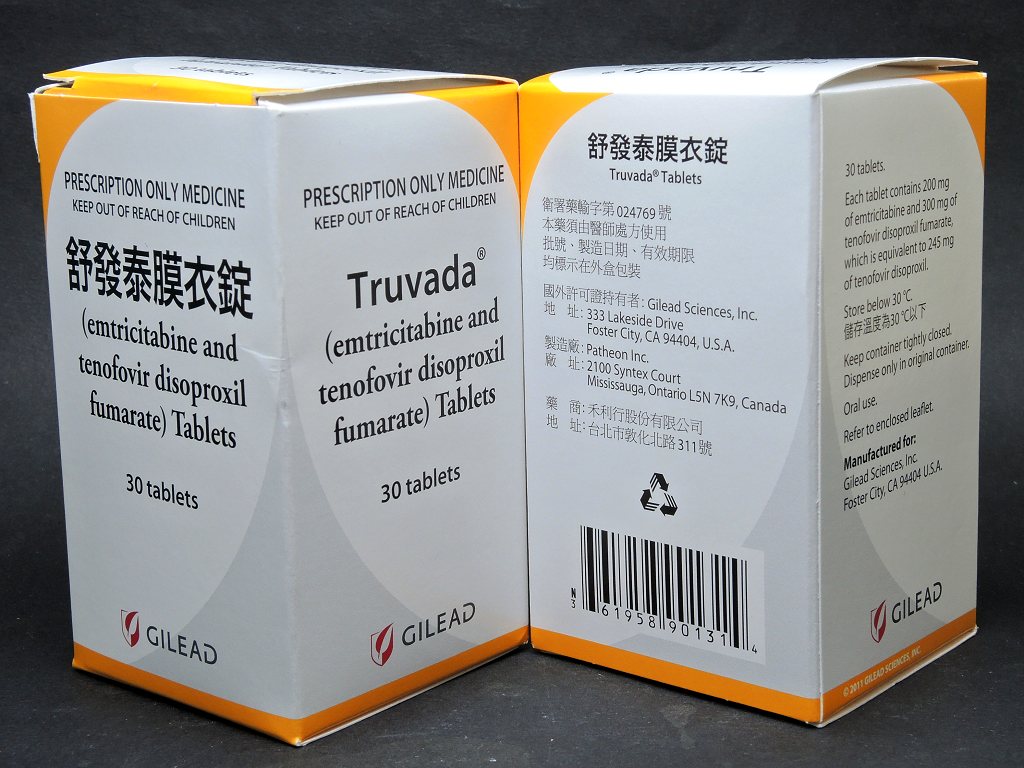 PRESCRIPTION ONLY MEDICINE
KEEP OUT OF REACH OF CHILDREN
舒發泰膜衣錠
(emtricitabine and
tenofovir disoproxil
fumarate) Tablets
30 tablets
GILEAD
PRESCRIPTION ONLY MEDICINE
KEEP OUT OF REACH OF CHILDREN
Truvada®
(emtricitabine and
tenofovir disoproxil
fumarate) Tablets
30 tablets
GILEAD
Truvada®
舒發泰膜衣錠
Truvada® Tablets
衛署藥輸字第 024769 號
本藥須由醫師處方使用
批號、製造日期、有效期限
均標示在外盒包裝
國外許可證持有者: Gilead Sciences, Inc.
地 址: 333 Lakeside Drive
Foster City, CA 94404, U.S.A.
製造廠: Patheon Inc.
廠 址: 2100 Syntex Court
Mississauga, Ontario L5N 7K9, Canada
藥 商: 禾利行股份有限公司
地 址: 台北市敦化北路311號
N
3 61958 90131 4
30 tablets.
Each tablet contains 200 mg
of emtricitabine and 300 mg of
tenofovir disoproxil fumarate,
which is equivalent to 245 mg
of tenofovir disoproxil.
Store below 30 °C.
儲存溫度為30 °C以下
Keep container tightly closed.
Dispense only in original container.
Oral use.
Refer to enclosed leaflet.
Manufactured for:
Gilead Sciences, Inc.
Foster City, CA 94404 U.S.A.
GILEAD
© 2011 GILEAD SCIENCES, INC.